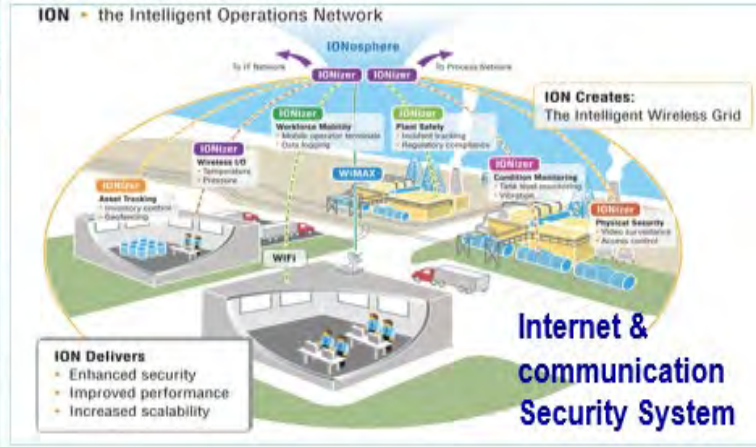 ION • the Intelligent Operations Network
IONosphere
To IT Network
To Process Network
IONizer
IONizer
ION Creates:
The Intelligent Wireless Grid
IONizer
Workforce Mobility
• Mobile operator terminals
• Data logging
IONizer
Plant Safety
• Incident tracking
• Regulatory compliance
IONizer
Wireless I/O
• Temperature
• Pressure
WiMAX
IONizer
Condition Monitoring
• Tank level monitoring
• Vibration
IONizer
Asset Tracking
• Inventory control
• Geofencing
IONizer
Physical Security
• Video surveillance
• Access control
WiFi
ION Delivers
• Enhanced security
• Improved performance
• Increased scalability
Internet &
communication
Security System